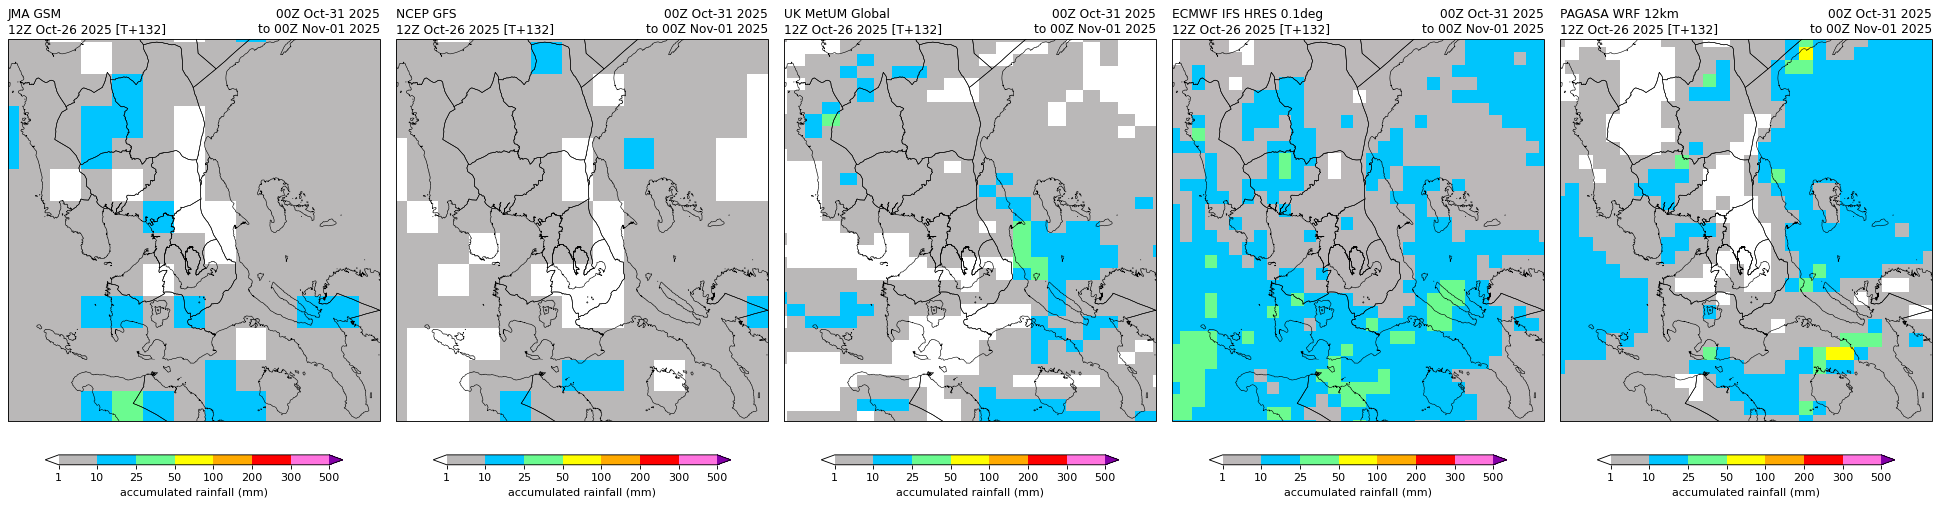 JMA GSM 00Z Oct-31 2025
12Z Oct-26 2025 [T+132] to 00Z Nov-01 2025
NCEP GFS 00Z Oct-31 2025
12Z Oct-26 2025 [T+132] to 00Z Nov-01 2025
UK MetUM Global 00Z Oct-31 2025
12Z Oct-26 2025 [T+132] to 00Z Nov-01 2025
ECMWF IFS HRES 0.1deg 00Z Oct-31 2025
12Z Oct-26 2025 [T+132] to 00Z Nov-01 2025
PAGASA WRF 12km 00Z Oct-31 2025
12Z Oct-26 2025 [T+132] to 00Z Nov-01 2025
1 10 25 50 100 200 300 500
accumulated rainfall (mm)
1 10 25 50 100 200 300 500
accumulated rainfall (mm)
1 10 25 50 100 200 300 500
accumulated rainfall (mm)
1 10 25 50 100 200 300 500
accumulated rainfall (mm)
1 10 25 50 100 200 300 500
accumulated rainfall (mm)